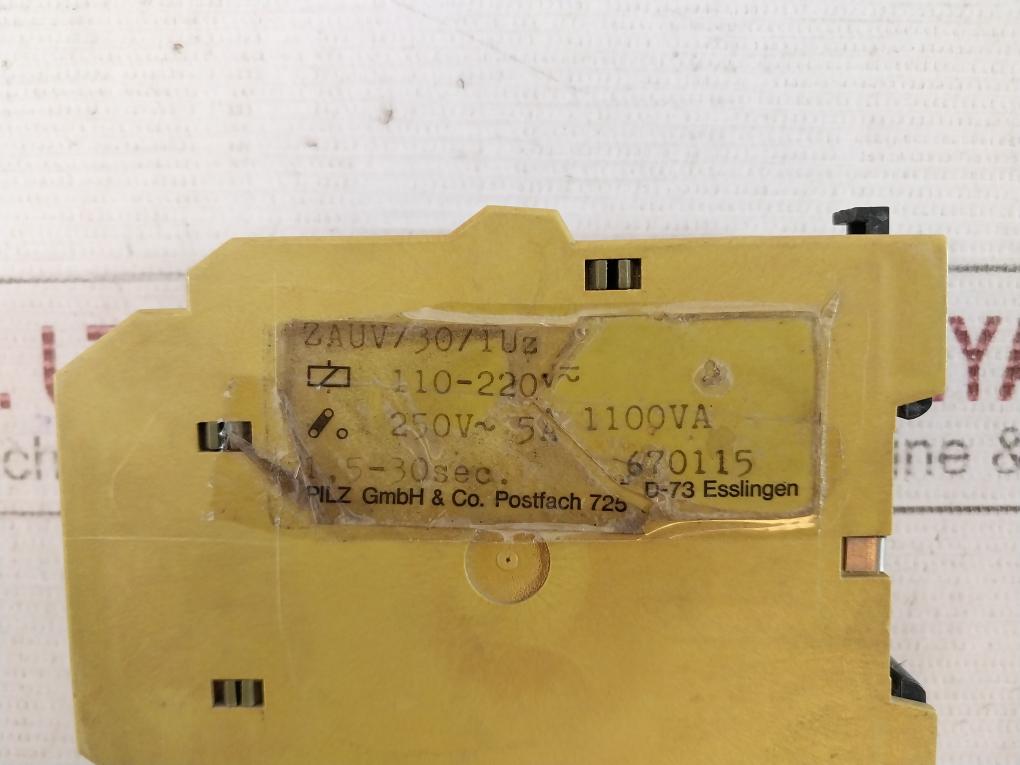 ZAUV/30/1Uz
110-220V≂
250V~ 5A 1100VA
1,5-30sec. 670115
PILZ GmbH & Co. Postfach 725 D-73 Esslingen